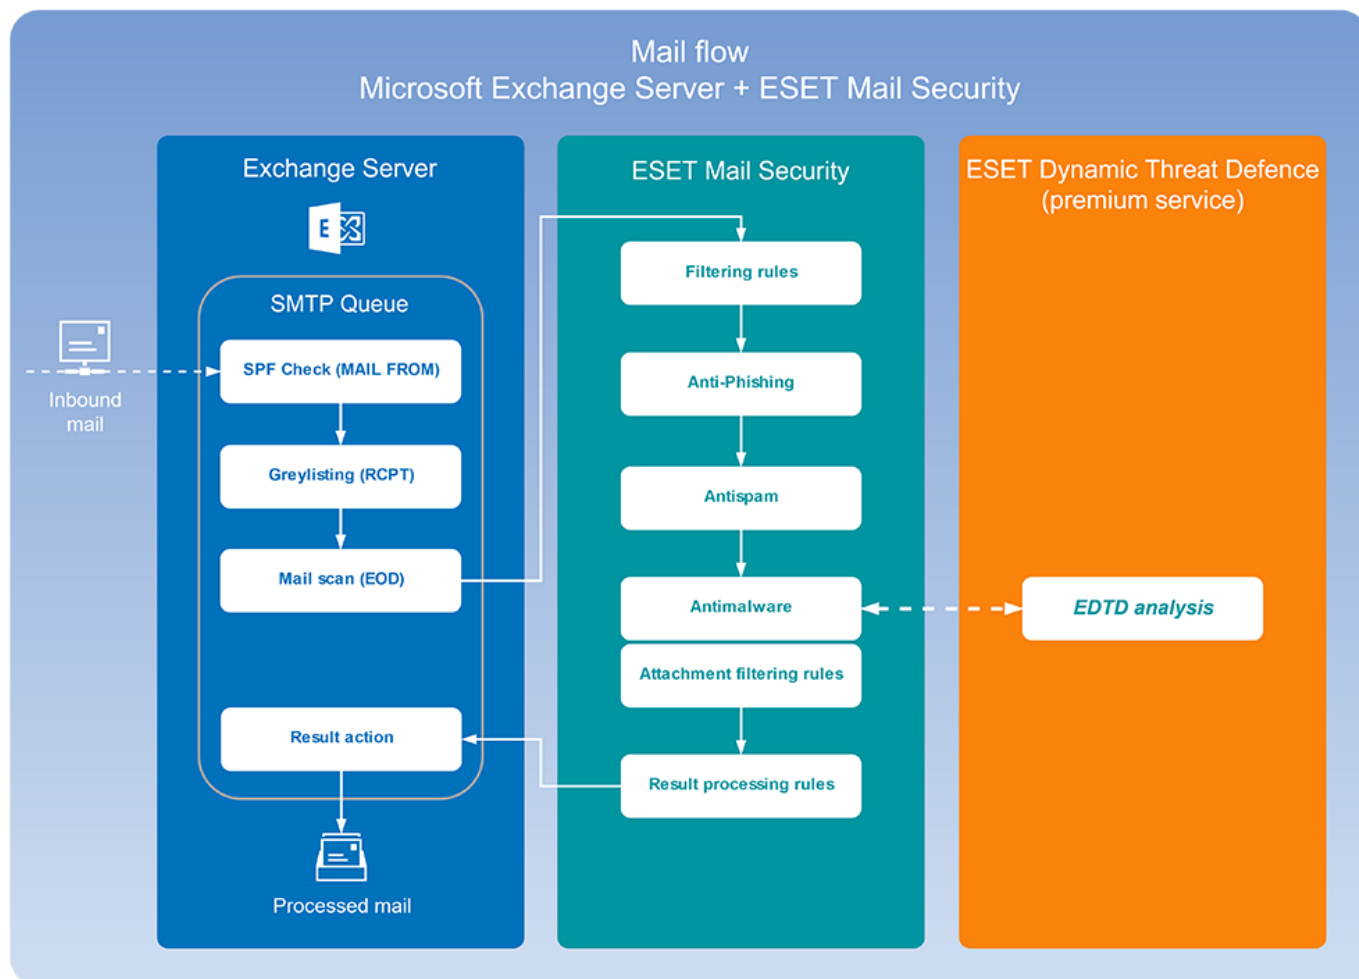 Mail flow
Microsoft Exchange Server + ESET Mail Security
Exchange Server
E
SMTP Queue
Inbound
mail
SPF Check (MAIL FROM)
Greylisting (RCPT)
Mail scan (EOD)
Result action
Processed mail
ESET Mail Security
Filtering rules
Anti-Phishing
Antispam
Antimalware
Attachment filtering rules
Result processing rules
ESET Dynamic Threat Defence
(premium service)
EDTD analysis